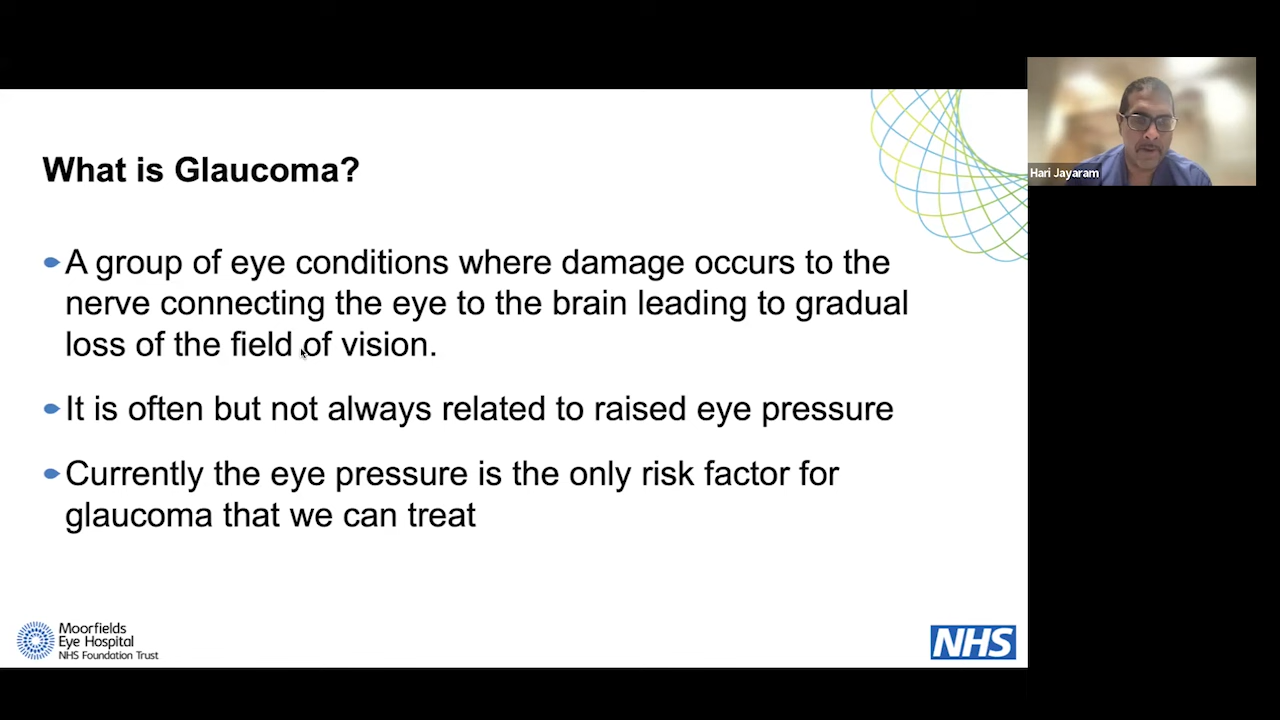 What is Glaucoma?
A group of eye conditions where damage occurs to the
nerve connecting the eye to the brain leading to gradual
loss of the field of vision.
It is often but not always related to raised eye pressure
Currently the eye pressure is the only risk factor for
glaucoma that we can treat
Moorfields
Eye Hospital
NHS Foundation Trust
NHS
Hari Jayaram